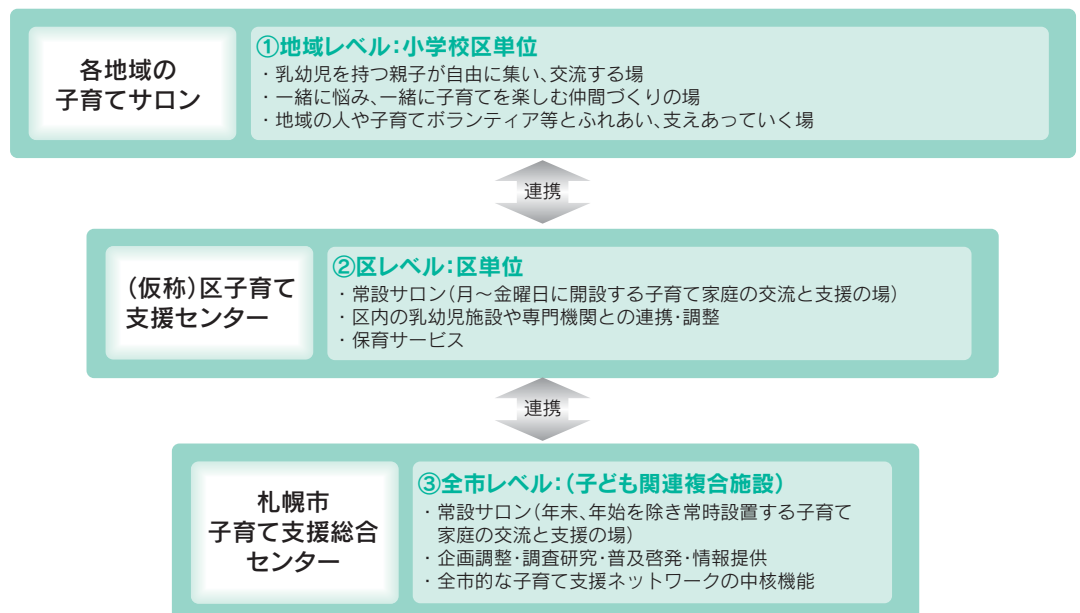 各地域の
子育てサロン
①地域レベル:小学校区単位
・乳幼児を持つ親子が自由に集い、交流する場
・一緒に悩み、一緒に子育てを楽しむ仲間づくりの場
・地域の人や子育てボランティア等とふれあい、支えあっていく場
連携
(仮称)区子育て
支援センター
②区レベル:区単位
・常設サロン(月〜金曜日に開設する子育て家庭の交流と支援の場)
・区内の乳幼児施設や専門機関との連携・調整
・保育サービス
連携
札幌市
子育て支援総合
センター
③全市レベル:(子ども関連複合施設)
・常設サロン(年末、年始を除き常時設置する子育て
家庭の交流と支援の場)
・企画調整・調査研究・普及啓発・情報提供
・全市的な子育て支援ネットワークの中核機能